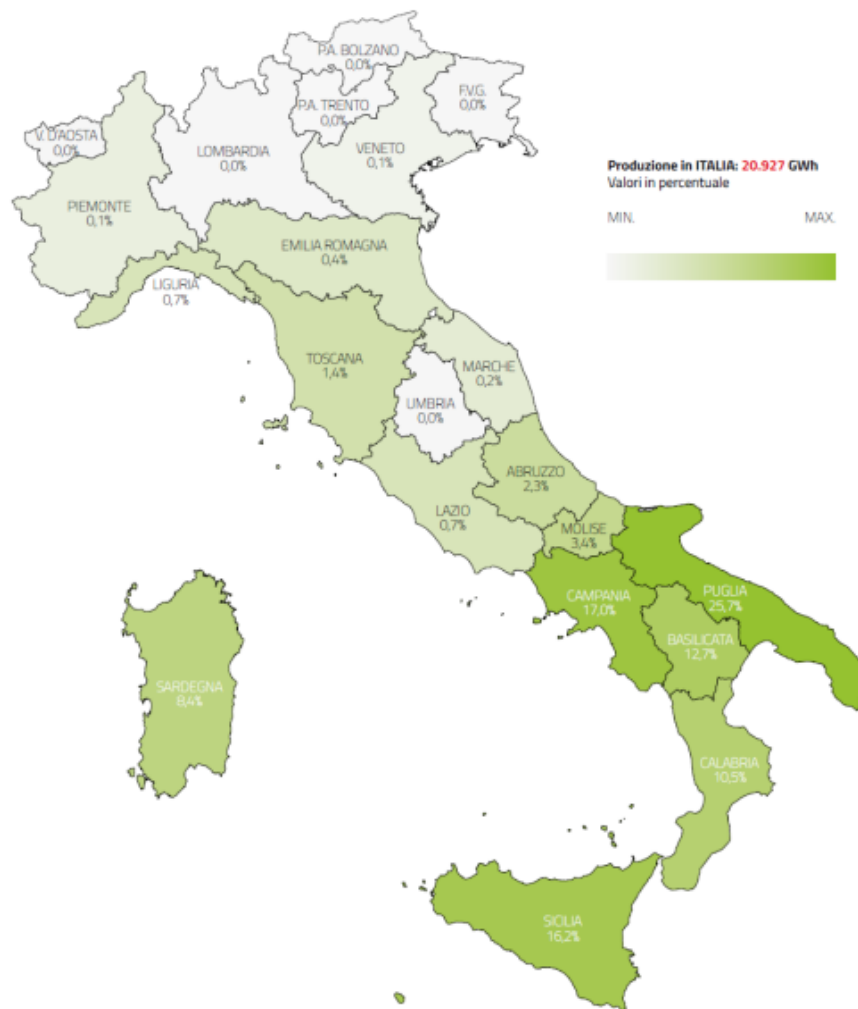 P.A. BOLZANO
0,0%
F.V.G.
0,0%
P.A. TRENTO
0,0%
V. D'AOSTA
0,0%
LOMBARDIA
0,0%
VENETO
0,1%
Produzione in ITALIA: 20.927 GWh
Valori in percentuale
MIN. MAX.
PIEMONTE
0,1%
EMILIA ROMAGNA
0,4%
LIGURIA
0,7%
TOSCANA
1,4%
MARCHE
0,2%
UMBRIA
0,0%
ABRUZZO
2,3%
LAZIO
0,7%
MOLISE
3,4%
CAMPANIA
17,0%
PUGLIA
25,7%
BASILICATA
12,7%
SARDEGNA
8,4%
CALABRIA
10,5%
SICILIA
16,2%